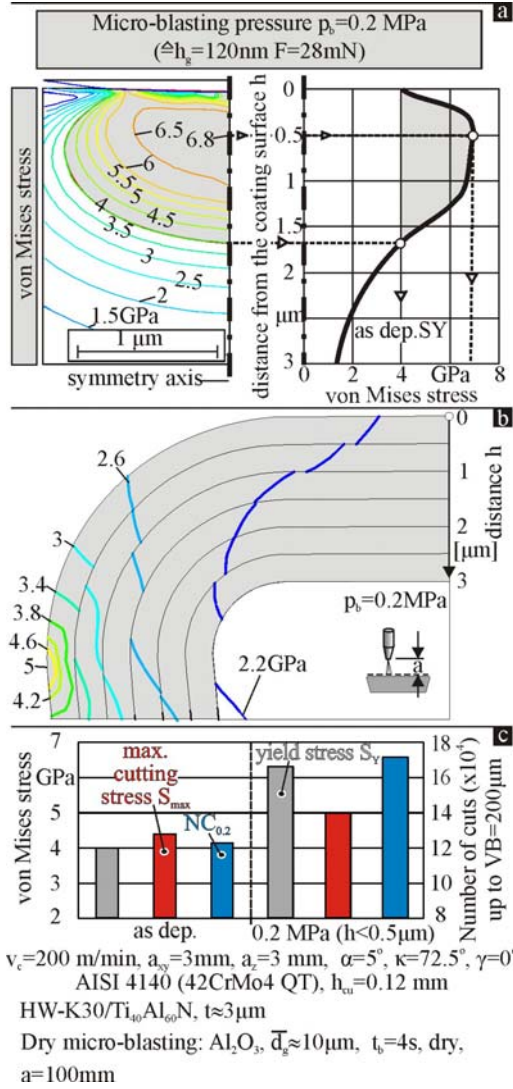 a
Micro-blasting pressure p_b=0.2 MPa
(≙h_g=120nm F=28mN)
von Mises stress
6.5
6.8
6
5.5
5
4.5
4
3.5
3
2.5
2
1.5GPa
1 μm
symmetry axis
distance from the coating surface h
0
0.5
1
1.5
2
μm
3
as dep.SY
0 2 4 GPa 8
von Mises stress
b
0
1
2
[μm]
3
distance h
2.6
3
3.4
3.8
4.6
5
4.2
2.2GPa
p_b=0.2MPa
a
c
von Mises stress
7
GPa
5
4
3
2
max.
cutting
stress S_max
NC_0.2
yield stress S_Y
18
16
14
12
10
8
Number of cuts (x10⁴)
up to VB=200μm
as dep.
0.2 MPa (h<0.5μm)
v_c=200 m/min, a_xy=3mm, a_z=3 mm, α=5°, κ=72.5°, γ=0°
AISI 4140 (42CrMo4 QT), h_cu=0.12 mm
HW-K30/Ti₄₀Al₆₀N, t≈3μm
Dry micro-blasting: Al₂O₃, d̅_g≈10μm, t_b=4s, dry,
a=100mm